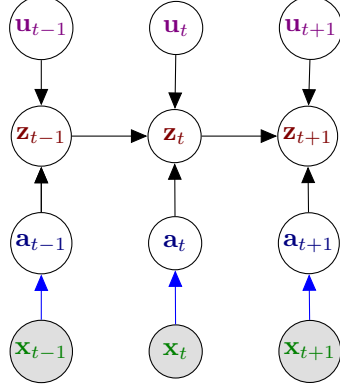 u_{t−1} u_t u_{t+1}
z_{t−1} z_t z_{t+1}
a_{t−1} a_t a_{t+1}
x_{t−1} x_t x_{t+1}